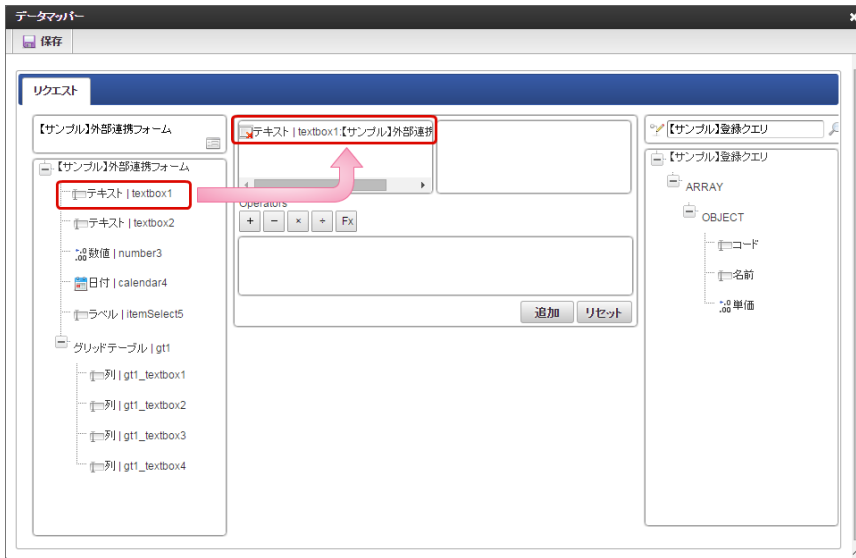 データマッパー
保存
リクエスト
【サンプル】外部連携フォーム
【サンプル】外部連携フォーム
テキスト | textbox1
テキスト | textbox2
数値 | number3
日付 | calendar4
ラベル | itemSelect5
グリッドテーブル | gt1
列 | gt1_textbox1
列 | gt1_textbox2
列 | gt1_textbox3
列 | gt1_textbox4
テキスト | textbox1:【サンプル】外部連携
Operators
+ − × ÷ Fx
追加 リセット
【サンプル】登録クエリ
【サンプル】登録クエリ
ARRAY
OBJECT
コード
名前
単価